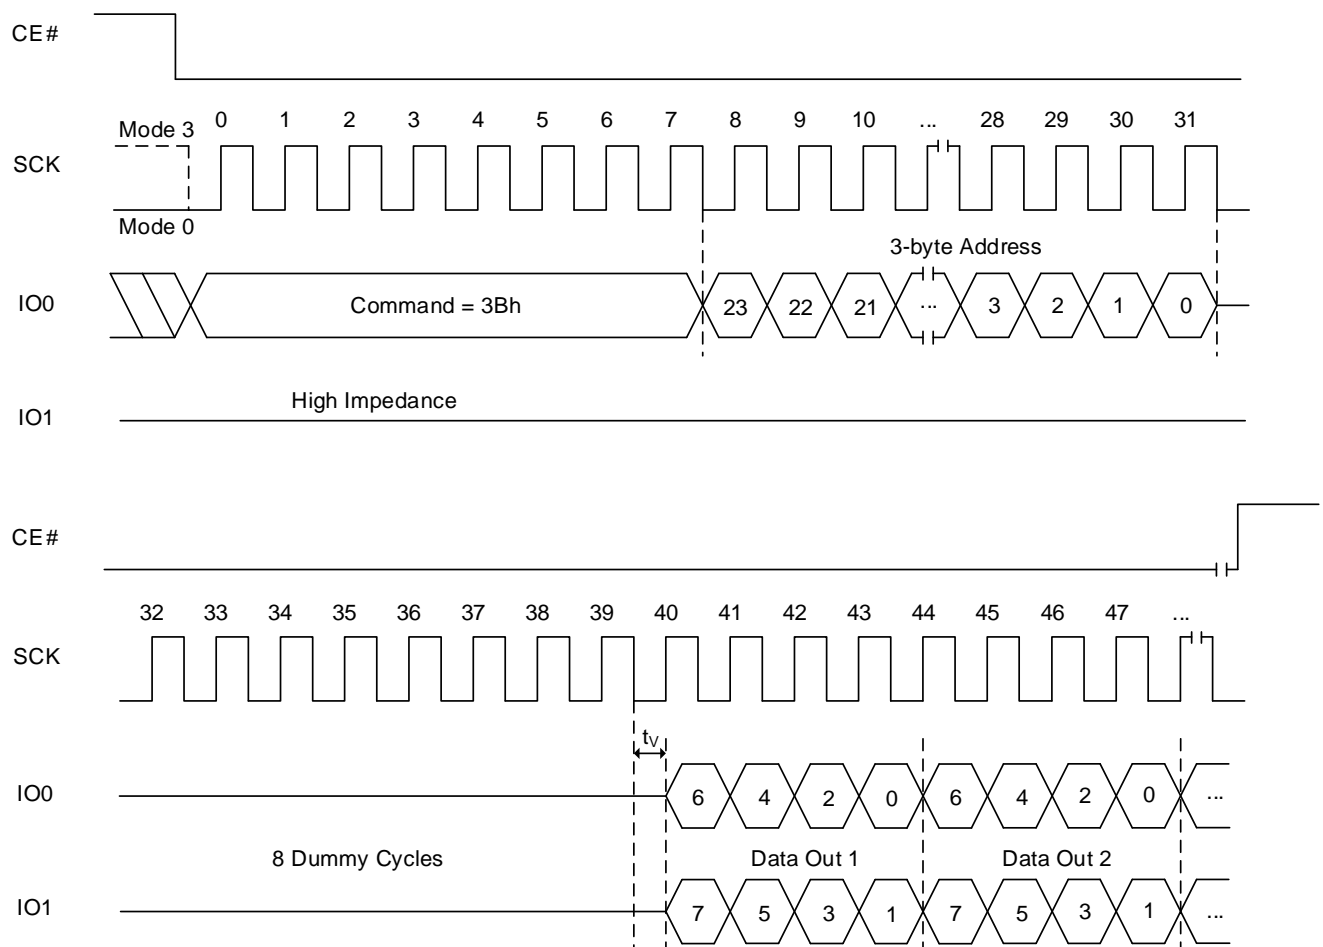 CE#
0 1 2 3 4 5 6 7 8 9 10 ... 28 29 30 31
Mode 3
SCK
Mode 0
3-byte Address
IO0 Command = 3Bh 23 22 21 ... 3 2 1 0
High Impedance
IO1
CE#
32 33 34 35 36 37 38 39 40 41 42 43 44 45 46 47 ...
SCK
tV
IO0 6 4 2 0 6 4 2 0 ...
8 Dummy Cycles Data Out 1 Data Out 2
IO1 7 5 3 1 7 5 3 1 ...